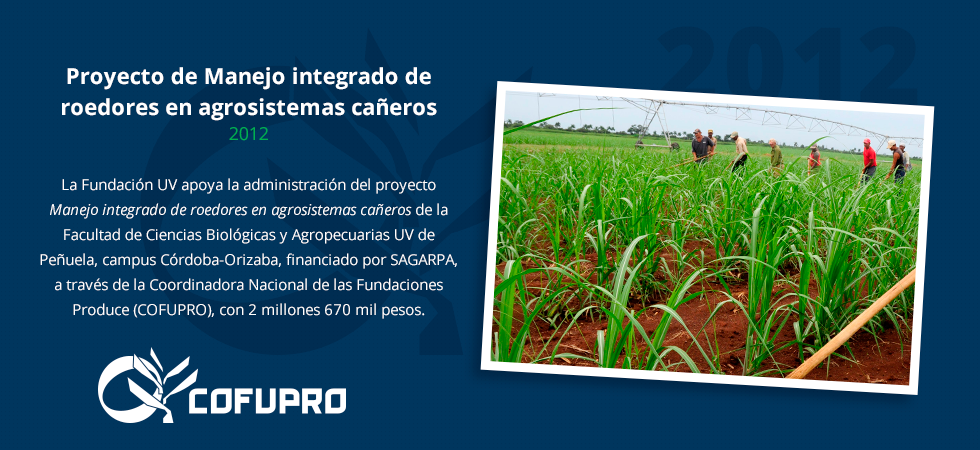 2012
Proyecto de Manejo integrado de
roedores en agrosistemas cañeros
2012
La Fundación UV apoya la administración del proyecto
Manejo integrado de roedores en agrosistemas cañeros de la
Facultad de Ciencias Biológicas y Agropecuarias UV de
Peñuela, campus Córdoba-Orizaba, financiado por SAGARPA,
a través de la Coordinadora Nacional de las Fundaciones
Produce (COFUPRO), con 2 millones 670 mil pesos.
COFUPRO